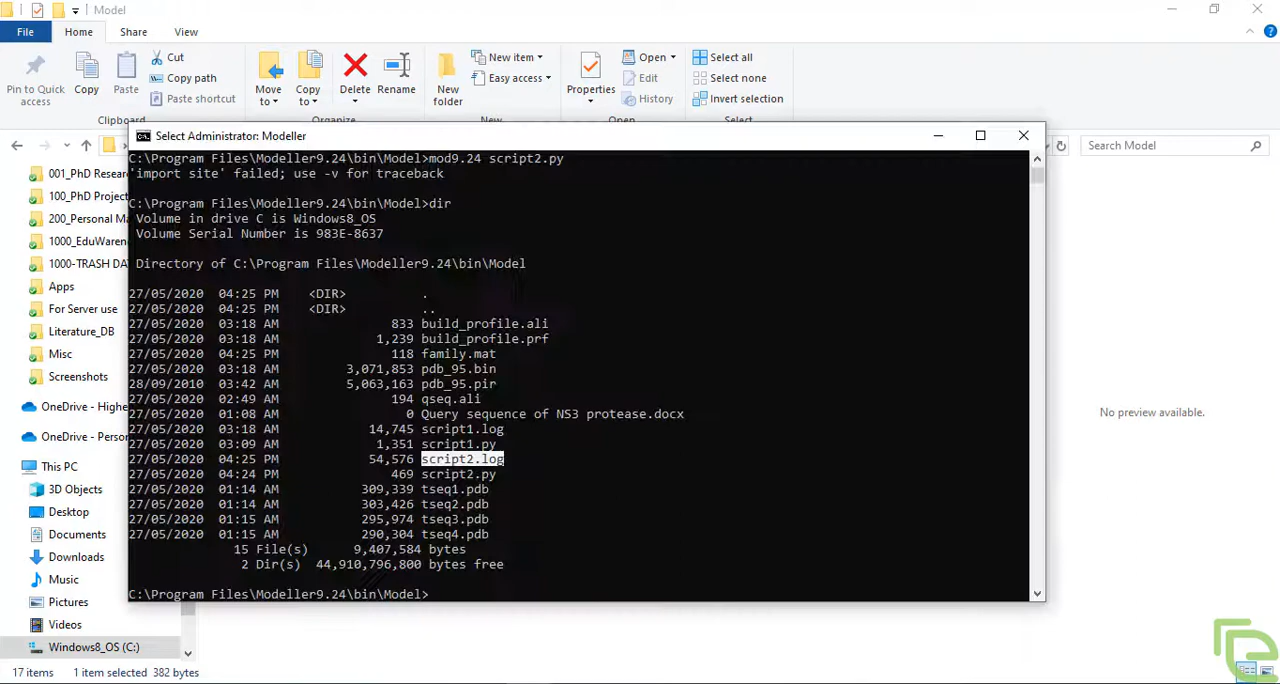 Model
File
Home
Share
View
Pin to Quick access
Copy
Paste
Cut
Copy path
Paste shortcut
Clipboard
Move to
Copy to
Delete
Rename
Organize
New folder
New item
Easy access
New
Properties
Open
Edit
History
Open
Select all
Select none
Invert selection
Select
Search Model
001_PhD Resear
100_PhD Project
200_Personal Ma
1000_EduWaren
1000-TRASH DA
Apps
For Server use
Literature_DB
Misc
Screenshots
OneDrive - Highe
OneDrive - Perso
This PC
3D Objects
Desktop
Documents
Downloads
Music
Pictures
Videos
Windows8_OS (C:)
Select Administrator: Modeller
C:\Program Files\Modeller9.24\bin\Model>mod9.24 script2.py
'import site' failed; use -v for traceback
C:\Program Files\Modeller9.24\bin\Model>dir
Volume in drive C is Windows8_OS
Volume Serial Number is 983E-8637
Directory of C:\Program Files\Modeller9.24\bin\Model
27/05/2020 04:25 PM <DIR> .
27/05/2020 04:25 PM <DIR> ..
27/05/2020 03:18 AM 833 build_profile.ali
27/05/2020 03:18 AM 1,239 build_profile.prf
27/05/2020 04:25 PM 118 family.mat
27/05/2020 03:18 AM 3,071,853 pdb_95.bin
28/09/2010 03:42 AM 5,063,163 pdb_95.pir
27/05/2020 02:49 AM 194 qseq.ali
27/05/2020 01:08 AM 0 Query sequence of NS3 protease.docx
27/05/2020 03:18 AM 14,745 script1.log
27/05/2020 03:09 AM 1,351 script1.py
27/05/2020 04:25 PM 54,576 script2.log
27/05/2020 04:24 PM 469 script2.py
27/05/2020 01:14 AM 309,339 tseq1.pdb
27/05/2020 01:14 AM 303,426 tseq2.pdb
27/05/2020 01:15 AM 295,974 tseq3.pdb
27/05/2020 01:15 AM 290,304 tseq4.pdb
15 File(s) 9,407,584 bytes
2 Dir(s) 44,910,796,800 bytes free
C:\Program Files\Modeller9.24\bin\Model>
No preview available.
17 items
1 item selected 382 bytes